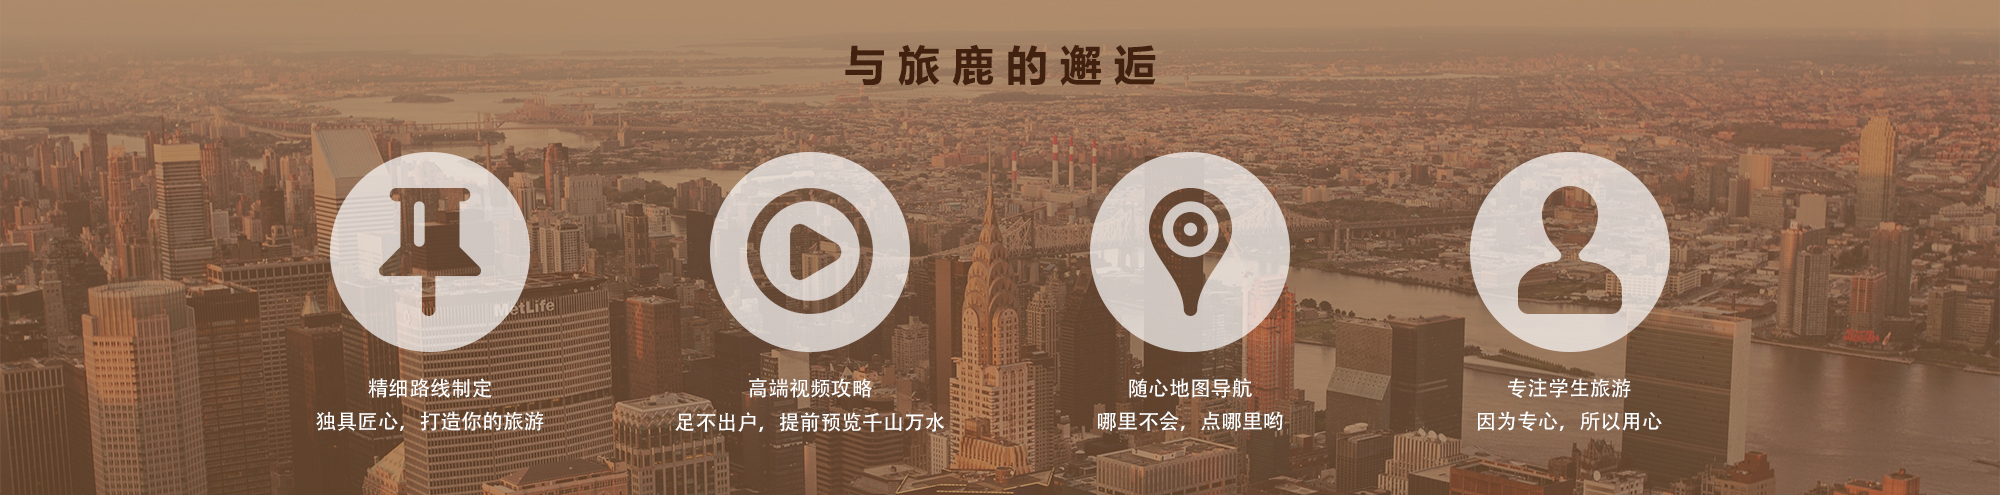 与旅鹿的邂逅
MetLife
精细路线制定
独具匠心，打造你的旅游
高端视频攻略
足不出户，提前预览千山万水
随心地图导航
哪里不会，点哪里哟
专注学生旅游
因为专心，所以用心